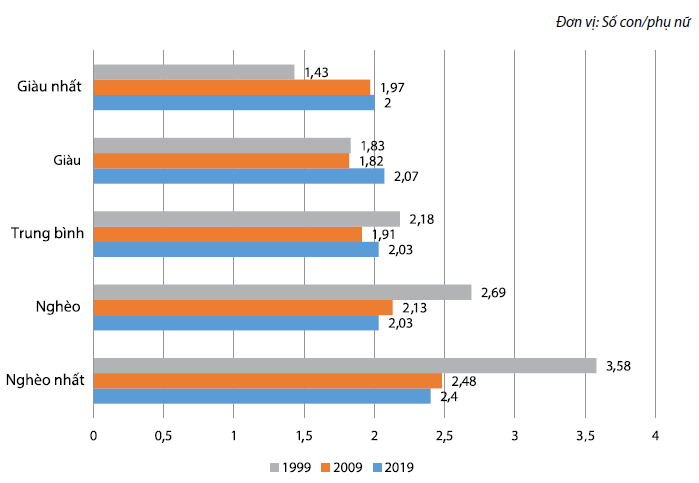 Đơn vị: Số con/phụ nữ
Giàu nhất
1,43
1,97
2
Giàu
1,83
1,82
2,07
Trung bình
2,18
1,91
2,03
Nghèo
2,69
2,13
2,03
Nghèo nhất
3,58
2,48
2,4
0 0,5 1 1,5 2 2,5 3 3,5 4
1999 2009 2019